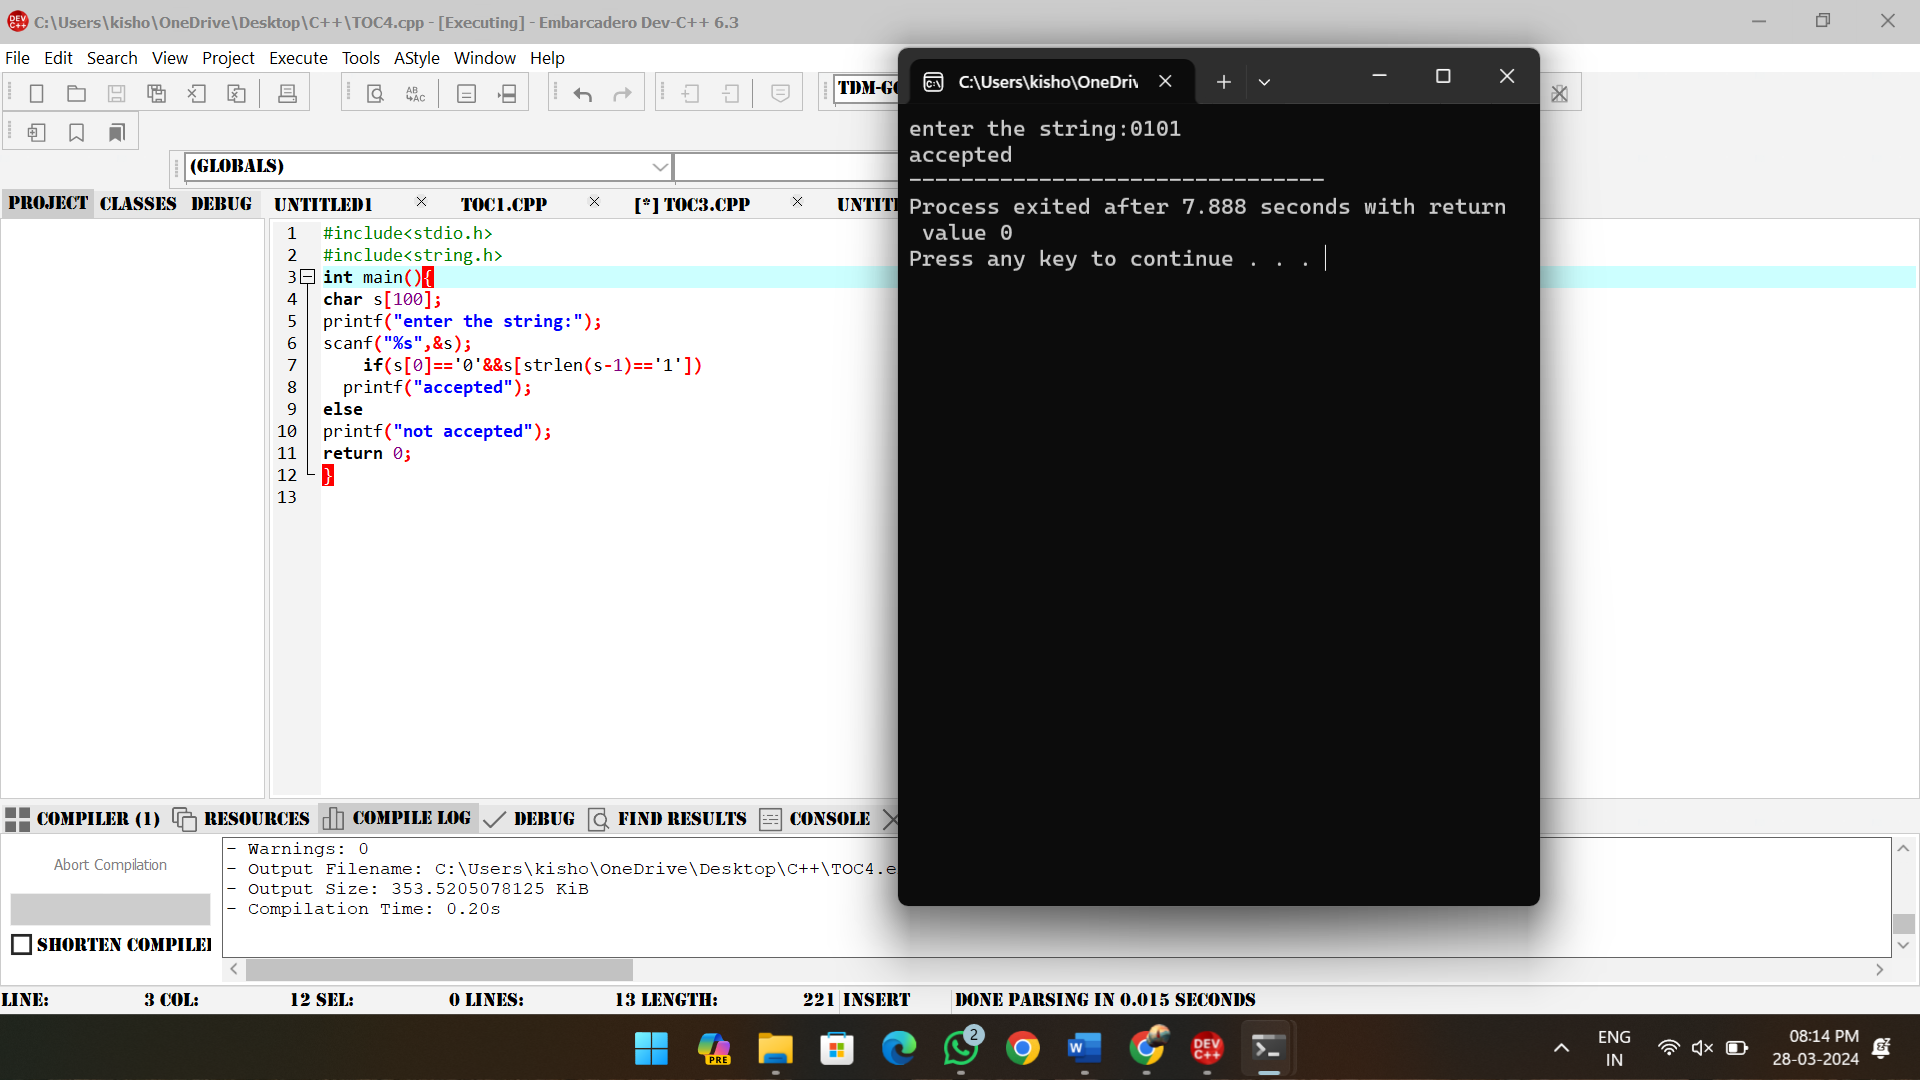 C:\Users\kisho\OneDrive\Desktop\C++\TOC4.cpp - [Executing] - Embarcadero Dev-C++ 6.3
File Edit Search View Project Execute Tools AStyle Window Help
TDM-GC
(GLOBALS)
PROJECT CLASSES DEBUG
UNTITLED1 TOC1.CPP [*] TOC3.CPP UNTIT
1 #include<stdio.h>
2 #include<string.h>
3 int main(){
4 char s[100];
5 printf("enter the string:");
6 scanf("%s",&s);
7 if(s[0]=='0'&&s[strlen(s-1)=='1'])
8 printf("accepted");
9 else
10 printf("not accepted");
11 return 0;
12 }
13
C:\Users\kisho\OneDriv
enter the string:0101
accepted
--------------------------------
Process exited after 7.888 seconds with return
value 0
Press any key to continue . . .
COMPILER (1) RESOURCES COMPILE LOG DEBUG FIND RESULTS CONSOLE
Abort Compilation
SHORTEN COMPILER
- Warnings: 0
- Output Filename: C:\Users\kisho\OneDrive\Desktop\C++\TOC4.e
- Output Size: 353.5205078125 KiB
- Compilation Time: 0.20s
LINE: 3 COL: 12 SEL: 0 LINES: 13 LENGTH: 221 INSERT DONE PARSING IN 0.015 SECONDS
PRE
2
W
DEV
C++
ENG
IN
08:14 PM
28-03-2024